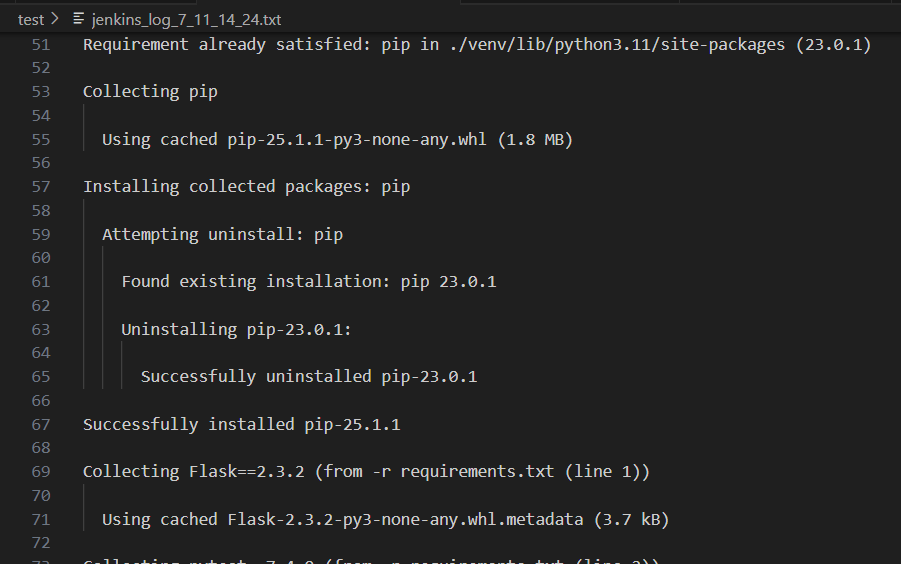 test > jenkins_log_7_11_14_24.txt
51 Requirement already satisfied: pip in ./venv/lib/python3.11/site-packages (23.0.1)
52
53 Collecting pip
54
55 Using cached pip-25.1.1-py3-none-any.whl (1.8 MB)
56
57 Installing collected packages: pip
58
59 Attempting uninstall: pip
60
61 Found existing installation: pip 23.0.1
62
63 Uninstalling pip-23.0.1:
64
65 Successfully uninstalled pip-23.0.1
66
67 Successfully installed pip-25.1.1
68
69 Collecting Flask==2.3.2 (from -r requirements.txt (line 1))
70
71 Using cached Flask-2.3.2-py3-none-any.whl.metadata (3.7 kB)
72